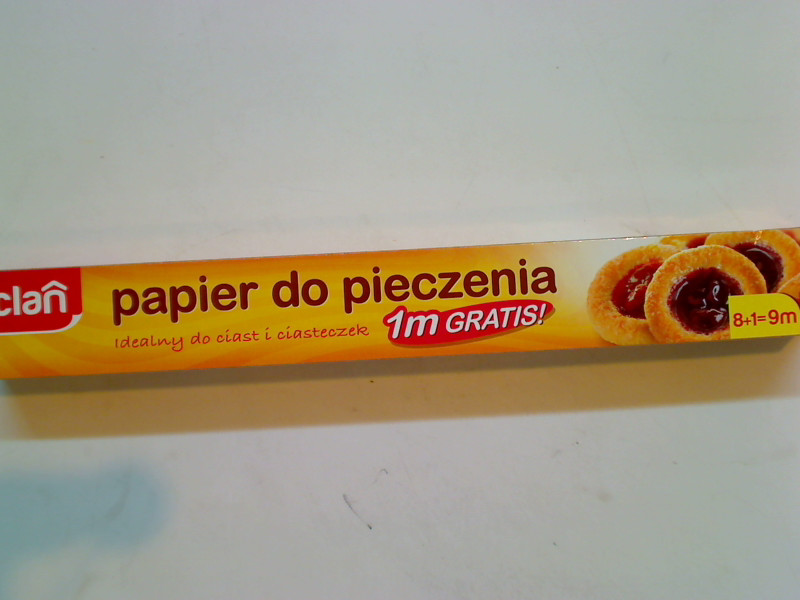 clan
papier do pieczenia
Idealny do ciast i ciasteczek
1m GRATIS!
8+1=9m